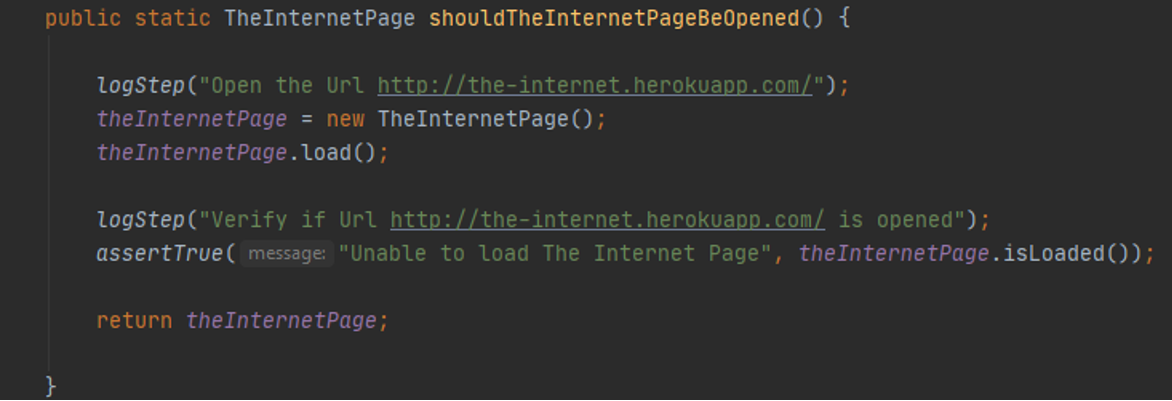 public static TheInternetPage shouldTheInternetPageBeOpened() {
logStep("Open the Url http://the-internet.herokuapp.com/");
theInternetPage = new TheInternetPage();
theInternetPage.load();
logStep("Verify if Url http://the-internet.herokuapp.com/ is opened");
assertTrue( message: "Unable to load The Internet Page", theInternetPage.isLoaded());
return theInternetPage;
}